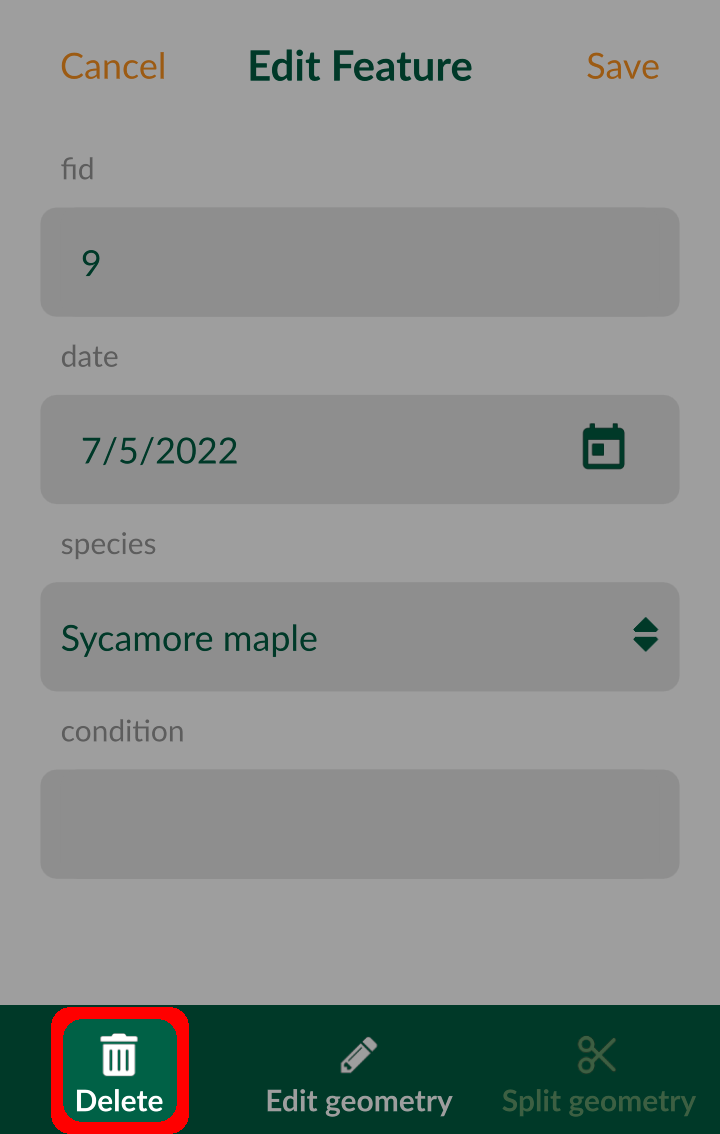 Cancel Edit Feature Save
fid
9
date
7/5/2022
species
Sycamore maple
condition
Delete Edit geometry Split geometry